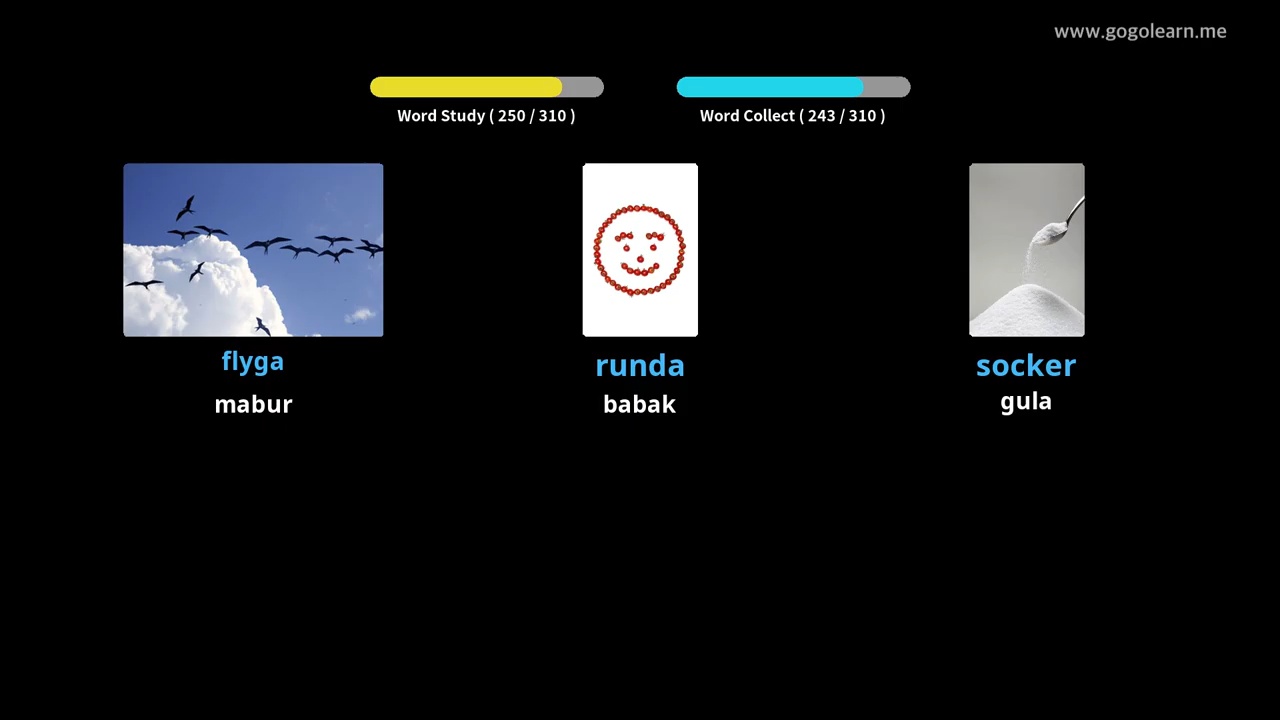 www.gogolearn.me
Word Study ( 250 / 310 )
Word Collect ( 243 / 310 )
flyga
runda
socker
mabur
babak
gula